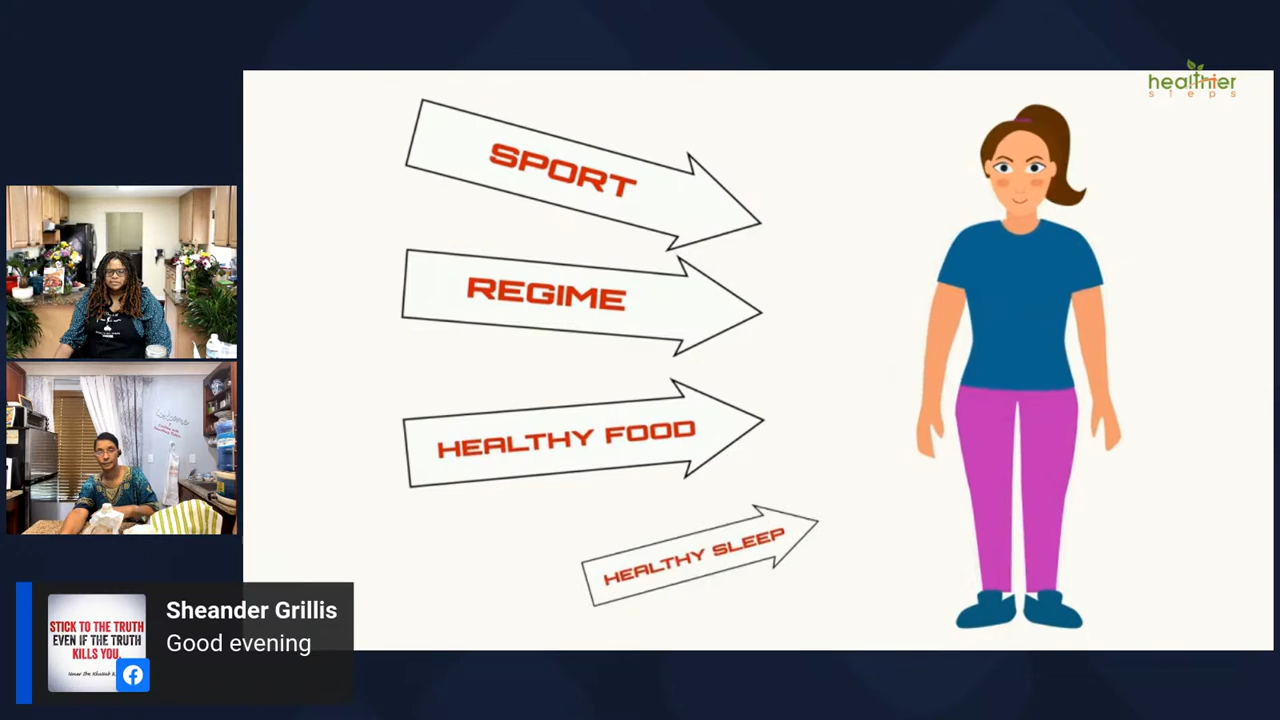 healthier
steps
SPORT
REGIME
HEALTHY FOOD
HEALTHY SLEEP
STICK TO THE TRUTH
EVEN IF THE TRUTH
KILLS YOU.
Sheander Grillis
Good evening